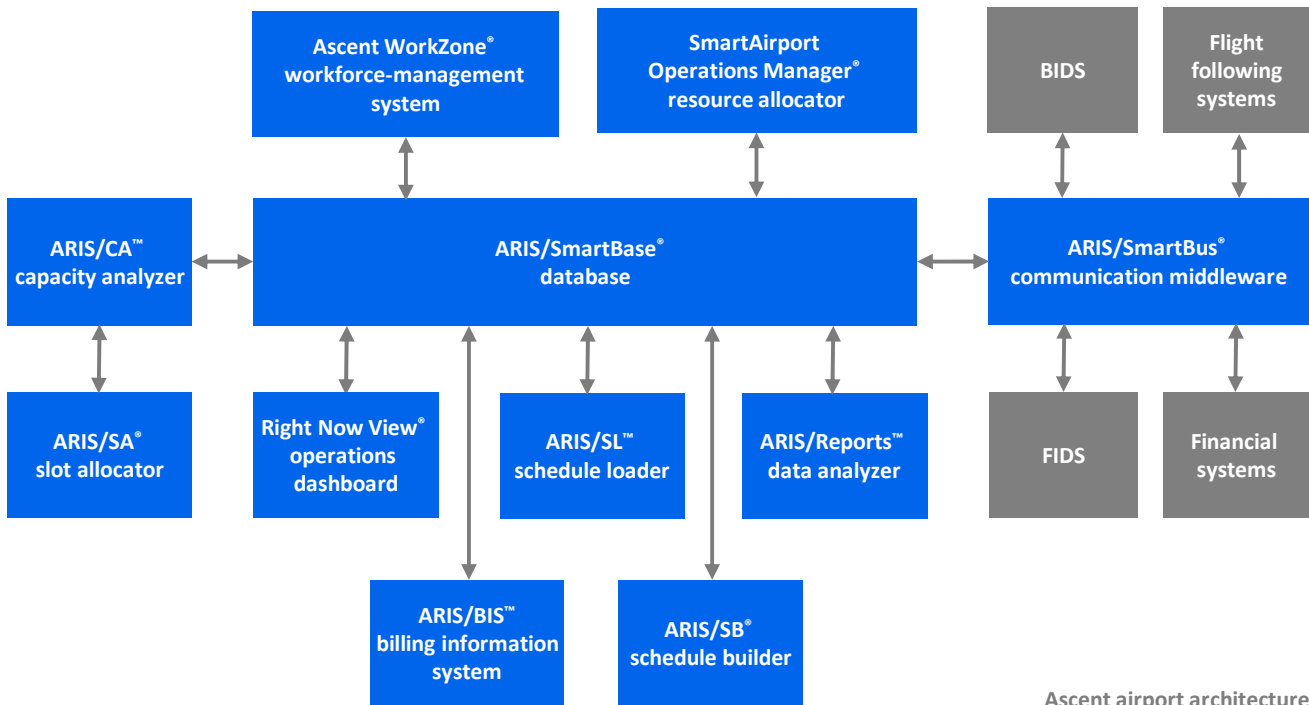 Ascent WorkZone®
workforce-management
system
SmartAirport
Operations Manager®
resource allocator
BIDS
Flight
following
systems
ARIS/CA™
capacity analyzer
ARIS/SmartBase®
database
ARIS/SmartBus®
communication middleware
ARIS/SA®
slot allocator
Right Now View®
operations
dashboard
ARIS/SL™
schedule loader
ARIS/Reports™
data analyzer
FIDS
Financial
systems
ARIS/BIS™
billing information
system
ARIS/SB®
schedule builder
Ascent airport architecture